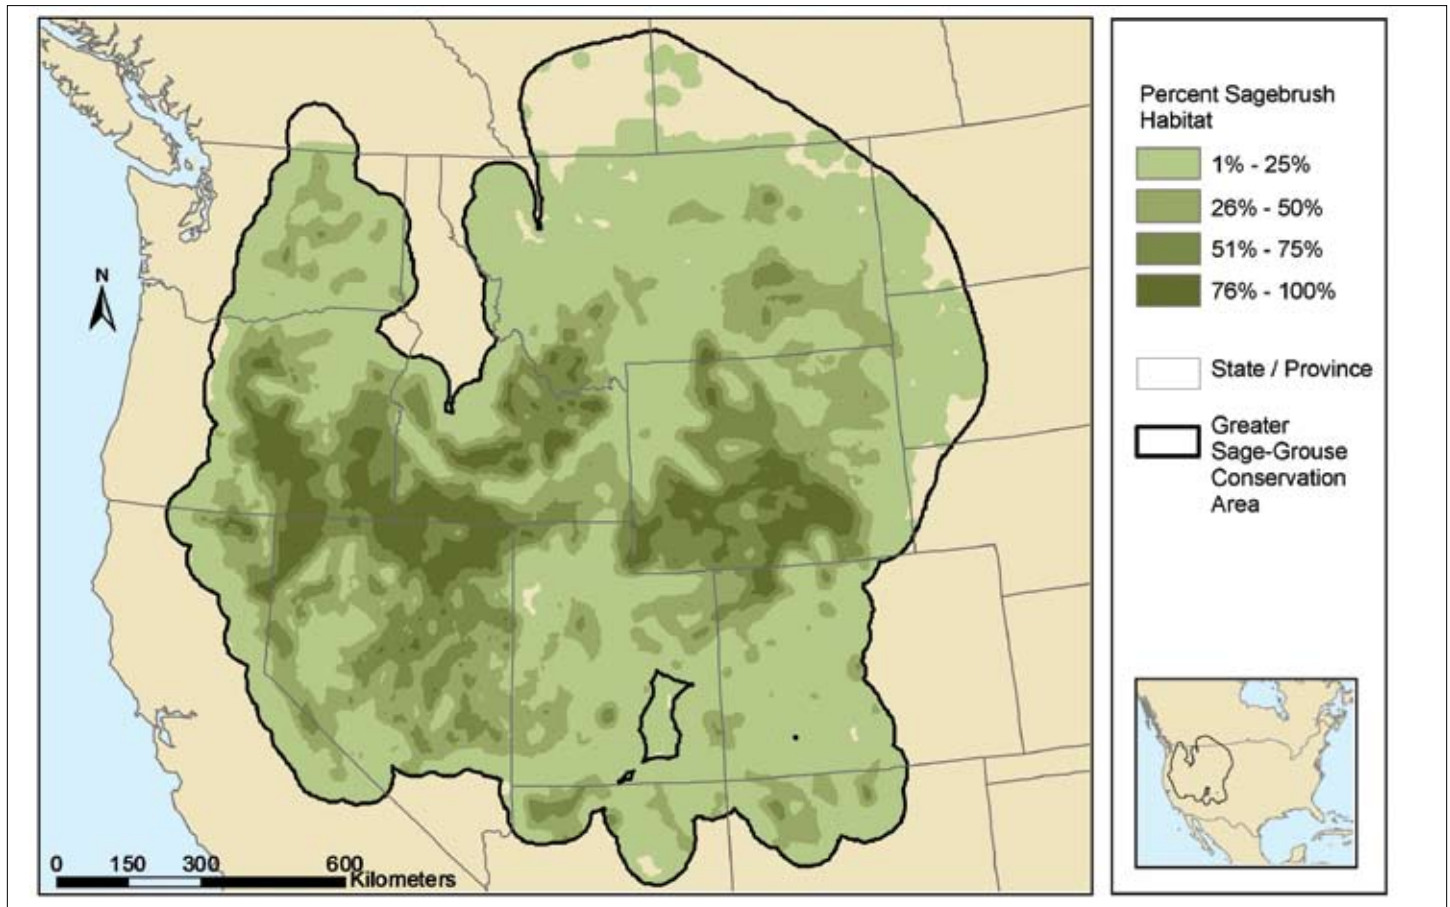 N
0 150 300 600
Kilometers
Percent Sagebrush
Habitat
1% - 25%
26% - 50%
51% - 75%
76% - 100%
State / Province
Greater
Sage-Grouse
Conservation
Area